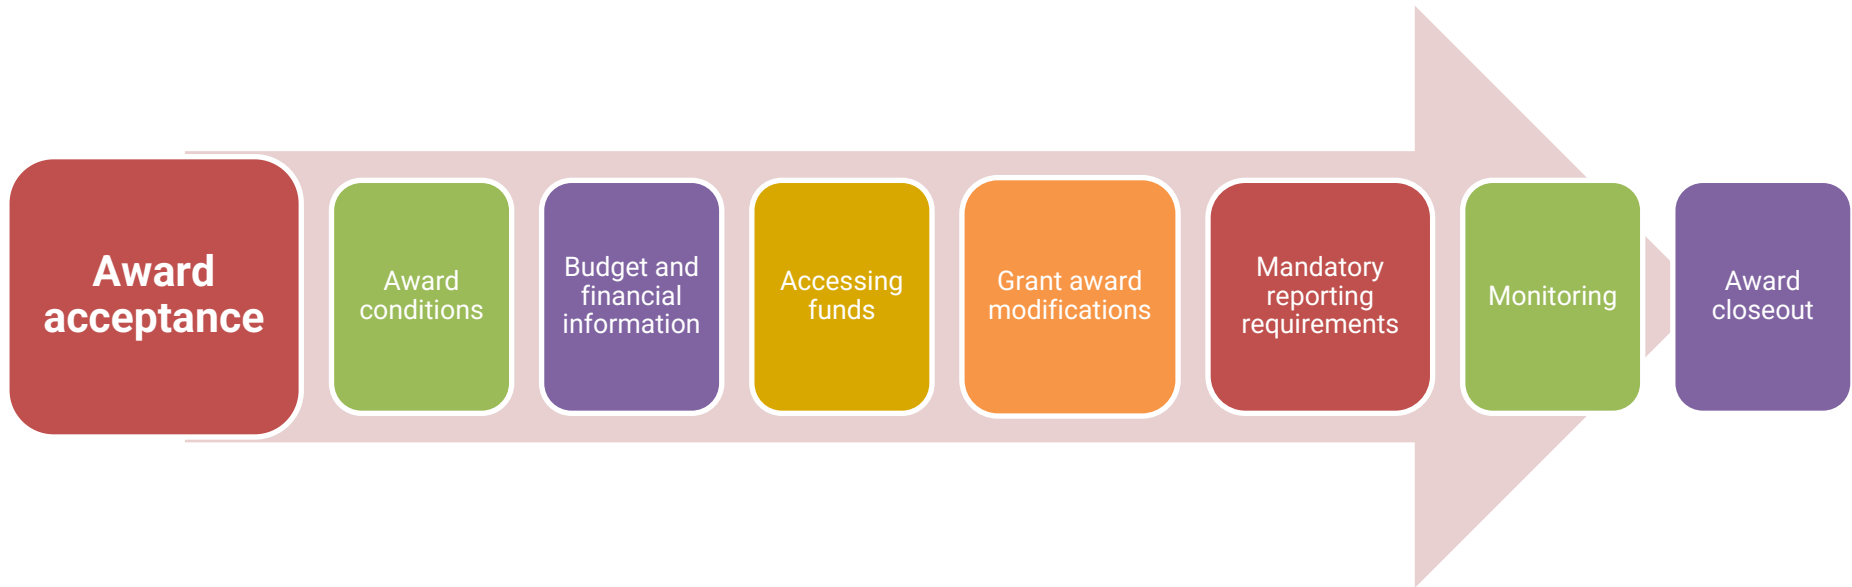 Award
acceptance
Award
conditions
Budget and
financial
information
Accessing
funds
Grant award
modifications
Mandatory
reporting
requirements
Monitoring
Award
closeout